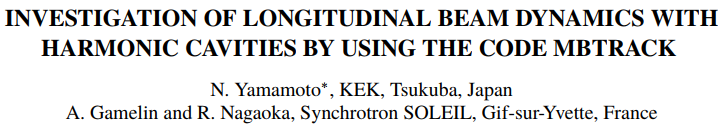 INVESTIGATION OF LONGITUDINAL BEAM DYNAMICS WITH
HARMONIC CAVITIES BY USING THE CODE MBTRACK
N. Yamamoto*, KEK, Tsukuba, Japan
A. Gamelin and R. Nagaoka, Synchrotron SOLEIL, Gif-sur-Yvette, France